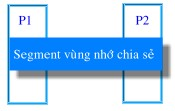 P1 P2
Segment vùng nhớ chia sẻ